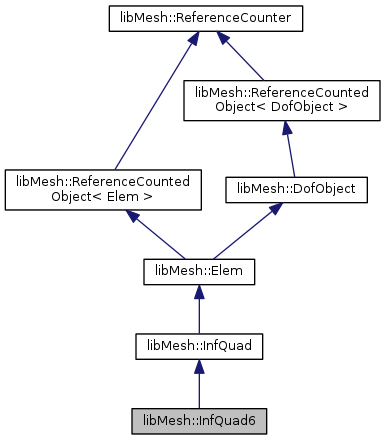 libMesh::ReferenceCounter
libMesh::ReferenceCounted
Object< DofObject >
libMesh::ReferenceCounted
Object< Elem >
libMesh::DofObject
libMesh::Elem
libMesh::InfQuad
libMesh::InfQuad6